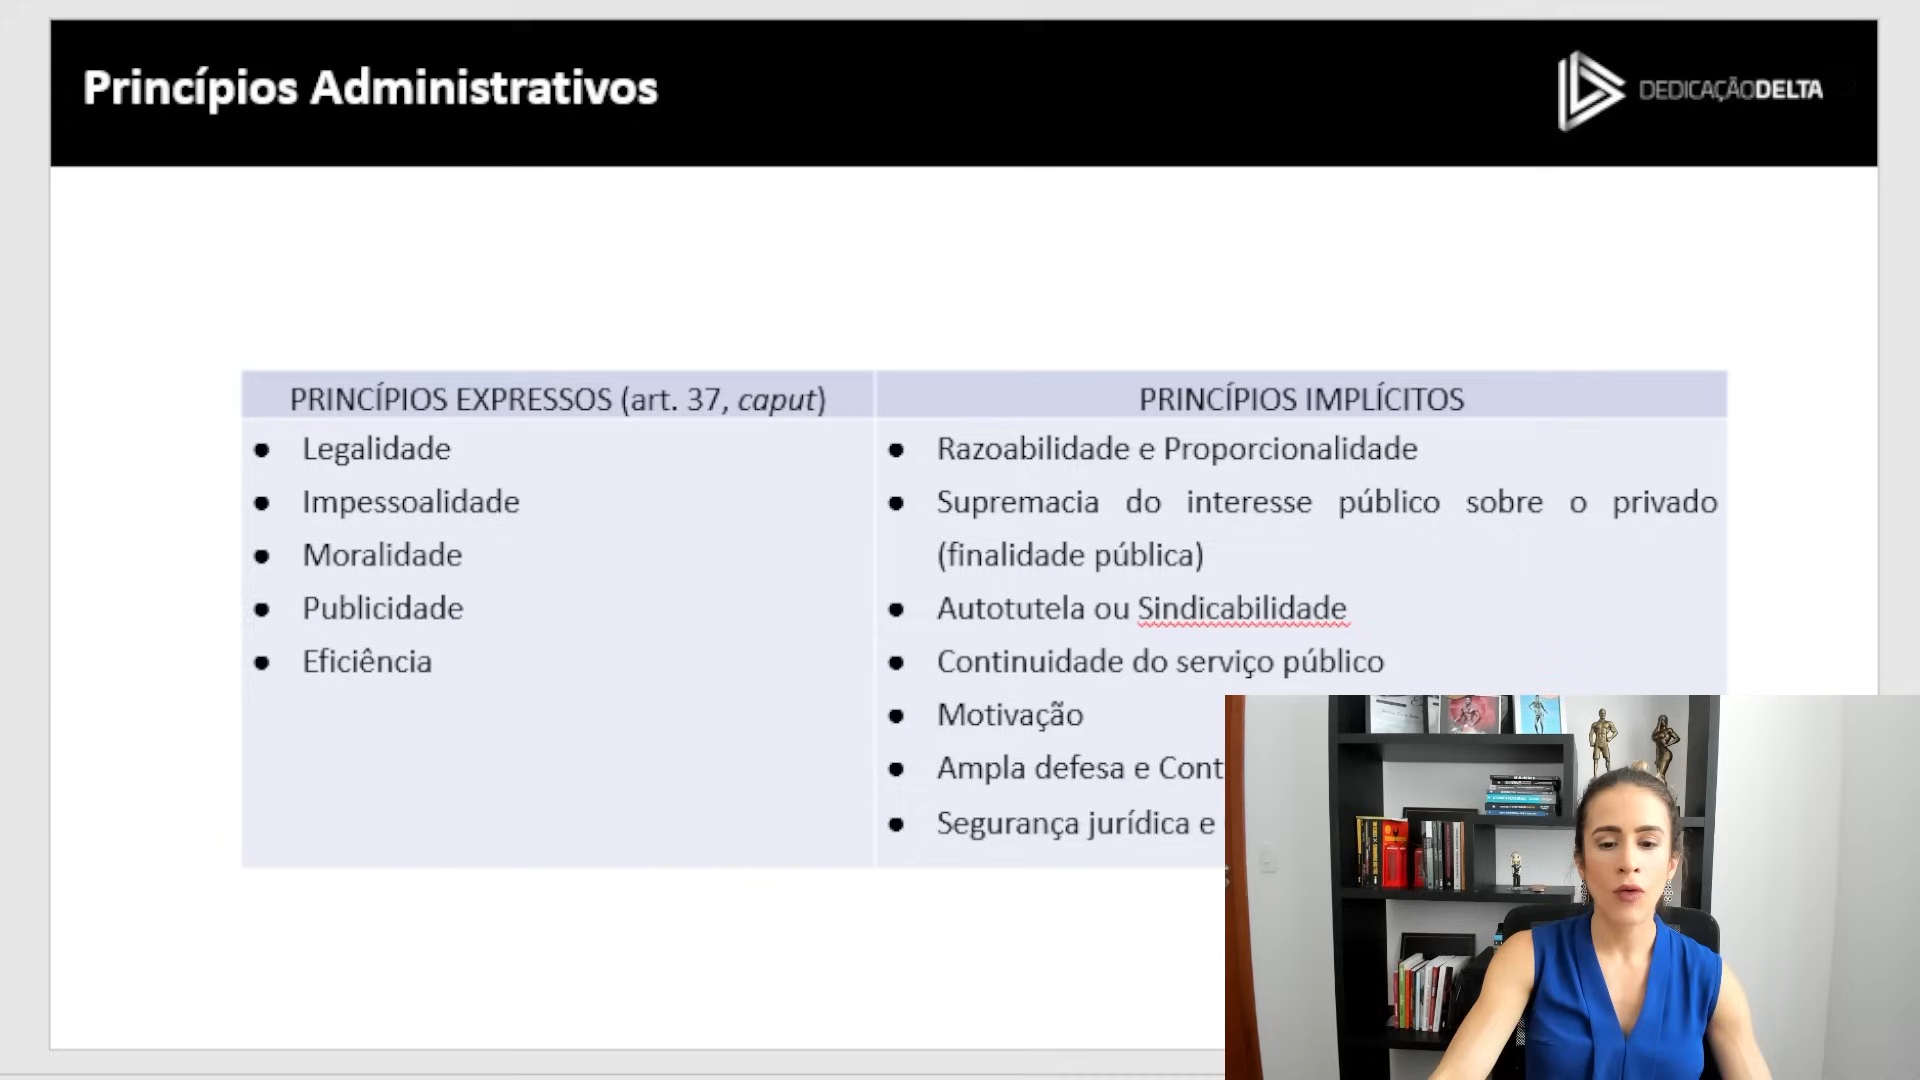 Princípios Administrativos
DEDICAÇÃODELTA
PRINCÍPIOS EXPRESSOS (art. 37, caput)
● Legalidade
● Impessoalidade
● Moralidade
● Publicidade
● Eficiência
PRINCÍPIOS IMPLÍCITOS
● Razoabilidade e Proporcionalidade
● Supremacia do interesse público sobre o privado
(finalidade pública)
● Autotutela ou Sindicabilidade
● Continuidade do serviço público
● Motivação
● Ampla defesa e Cont
● Segurança jurídica e